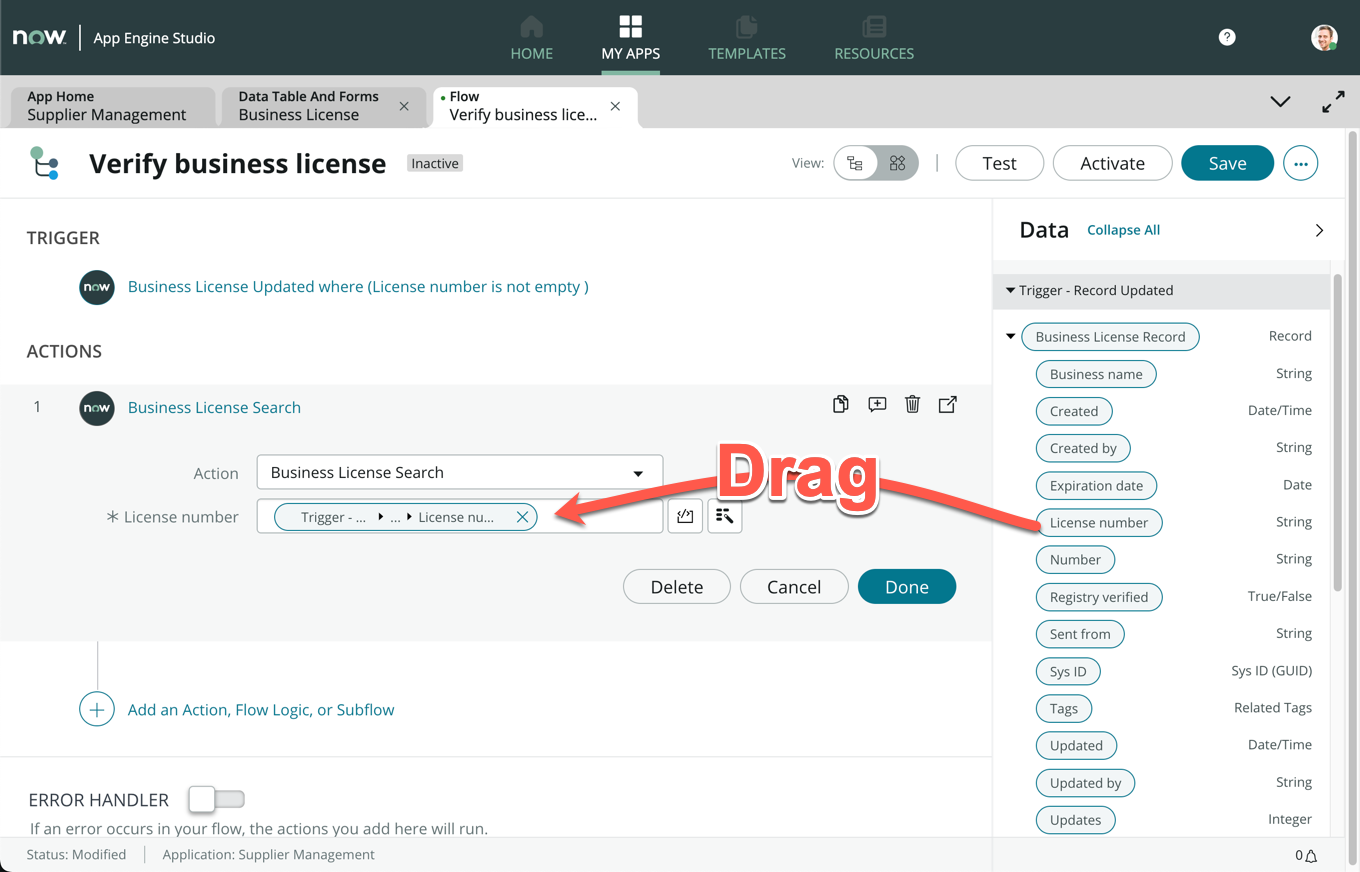 now
App Engine Studio
HOME
MY APPS
TEMPLATES
RESOURCES
?
App Home
Supplier Management
Data Table And Forms
Business License
Flow
Verify business lice...
Verify business license
Inactive
View:
Test
Activate
Save
TRIGGER
now
Business License Updated where (License number is not empty )
ACTIONS
1
now
Business License Search
Action
Business License Search
* License number
Trigger - ... ▸ ... ▸ License nu...
Drag
Delete
Cancel
Done
Add an Action, Flow Logic, or Subflow
ERROR HANDLER
If an error occurs in your flow, the actions you add here will run.
Data
Collapse All
Trigger - Record Updated
Business License Record Record
Business name String
Created Date/Time
Created by String
Expiration date Date
License number String
Number String
Registry verified True/False
Sent from String
Sys ID Sys ID (GUID)
Tags Related Tags
Updated Date/Time
Updated by String
Updates Integer
Status: Modified
Application: Supplier Management
0